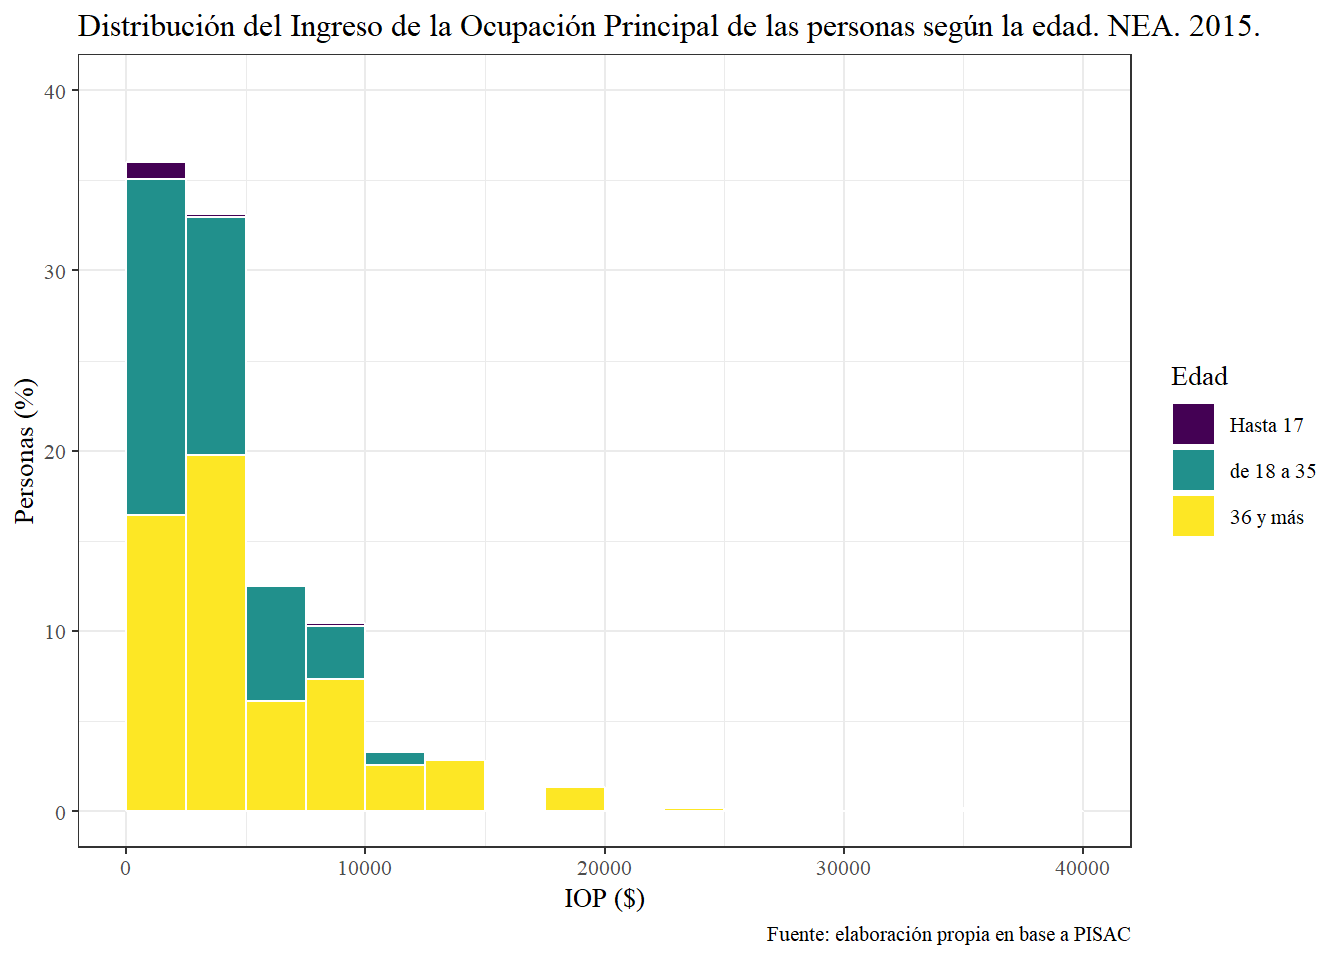 Distribución del Ingreso de la Ocupación Principal de las personas según la edad. NEA. 2015.
40
30
20
10
0
Personas (%)
0 10000 20000 30000 40000
IOP ($)
Edad
Hasta 17
de 18 a 35
36 y más
Fuente: elaboración propia en base a PISAC